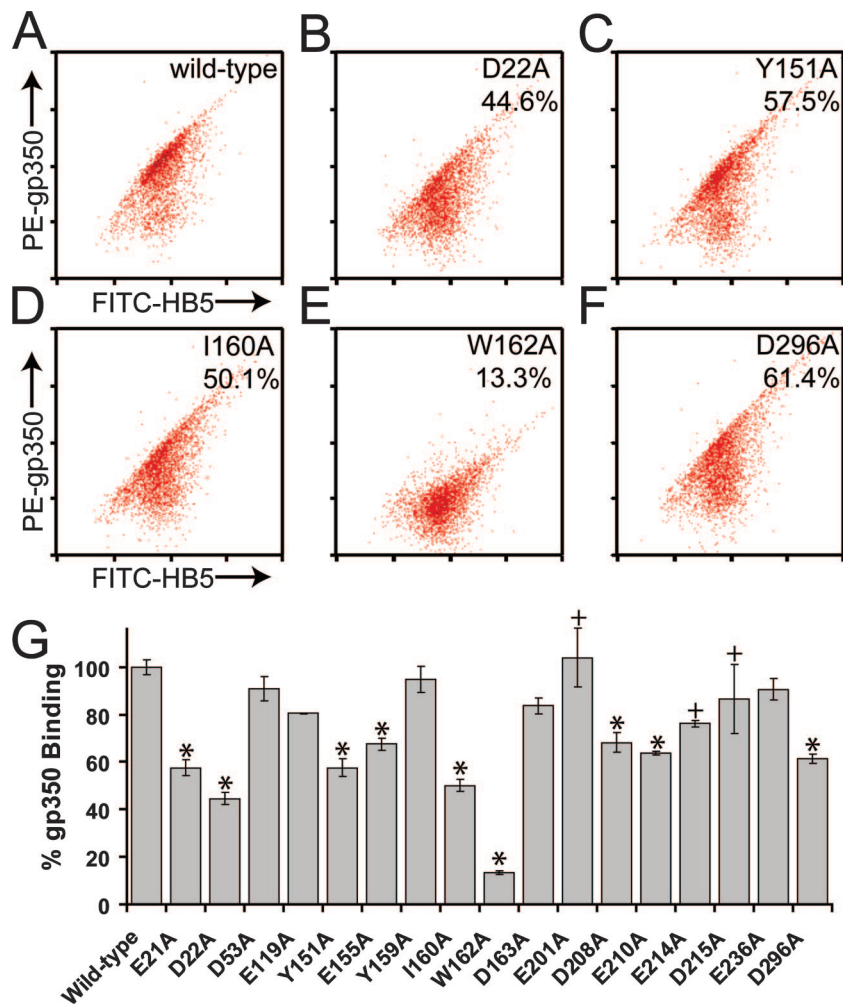 A
B
C
wild-type
D22A
44.6%
Y151A
57.5%
PE-gp350
FITC-HB5
D
E
F
I160A
50.1%
W162A
13.3%
D296A
61.4%
PE-gp350
FITC-HB5
G
% gp350 Binding
100
80
60
40
20
0
* * * * * * + * * + + *
Wild-type
E21A
D22A
D53A
E119A
Y151A
E155A
Y159A
I160A
W162A
D163A
E201A
D208A
E210A
E214A
D215A
E236A
D296A